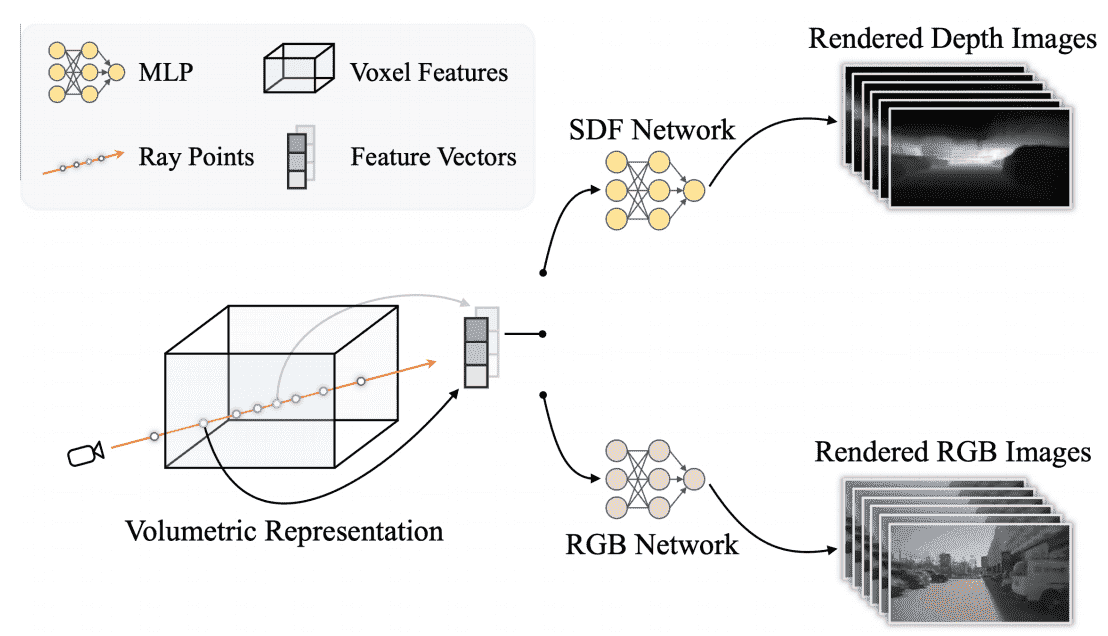 MLP
Voxel Features
Ray Points
Feature Vectors
Rendered Depth Images
SDF Network
Volumetric Representation
RGB Network
Rendered RGB Images